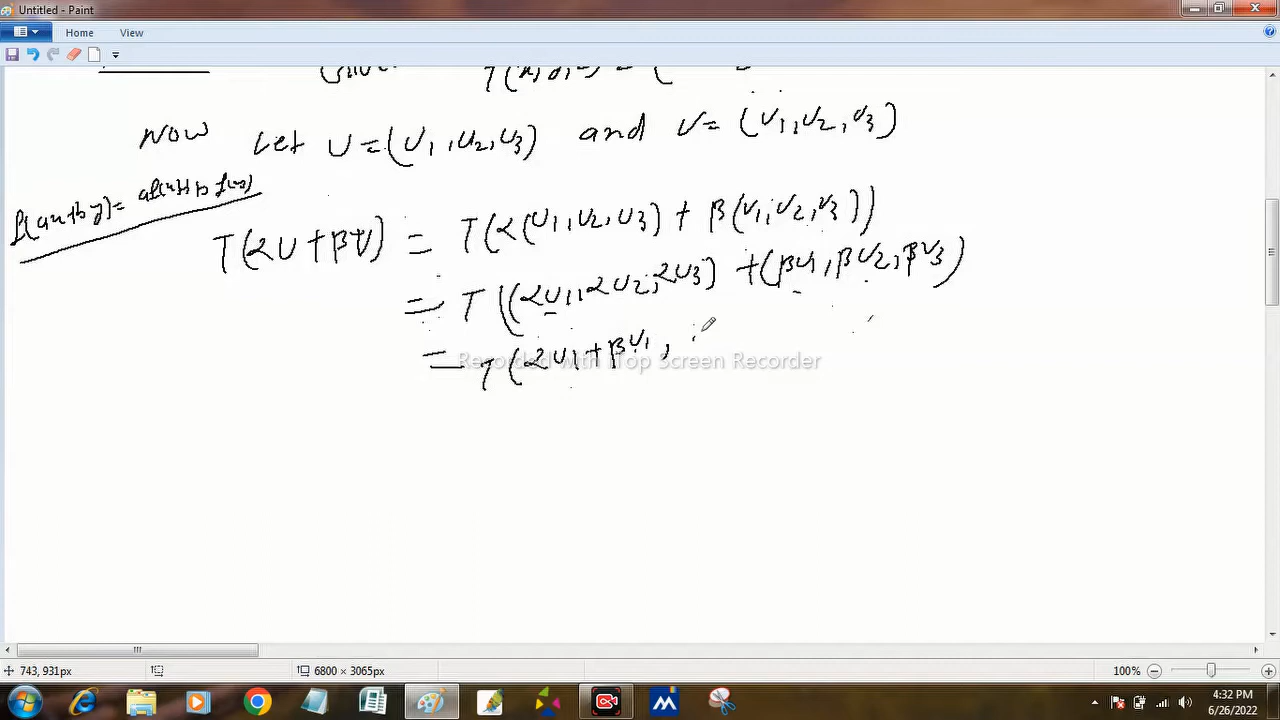 Untitled - Paint
Home View
Now Let U = (U1, U2, U3) and V = (V1, V2, V3)
f(ax+by) =
T(αU + βV) = T(α(U1, U2, U3) + β(V1, V2, V3))
= T((αU1, αU2, αU3) + (βV1, βV2, βV3)
= T(αU1 + βV1,
Recorded with iTop Screen Recorder
743, 931px 6800 × 3065px 100%
4:32 PM
6/26/2022